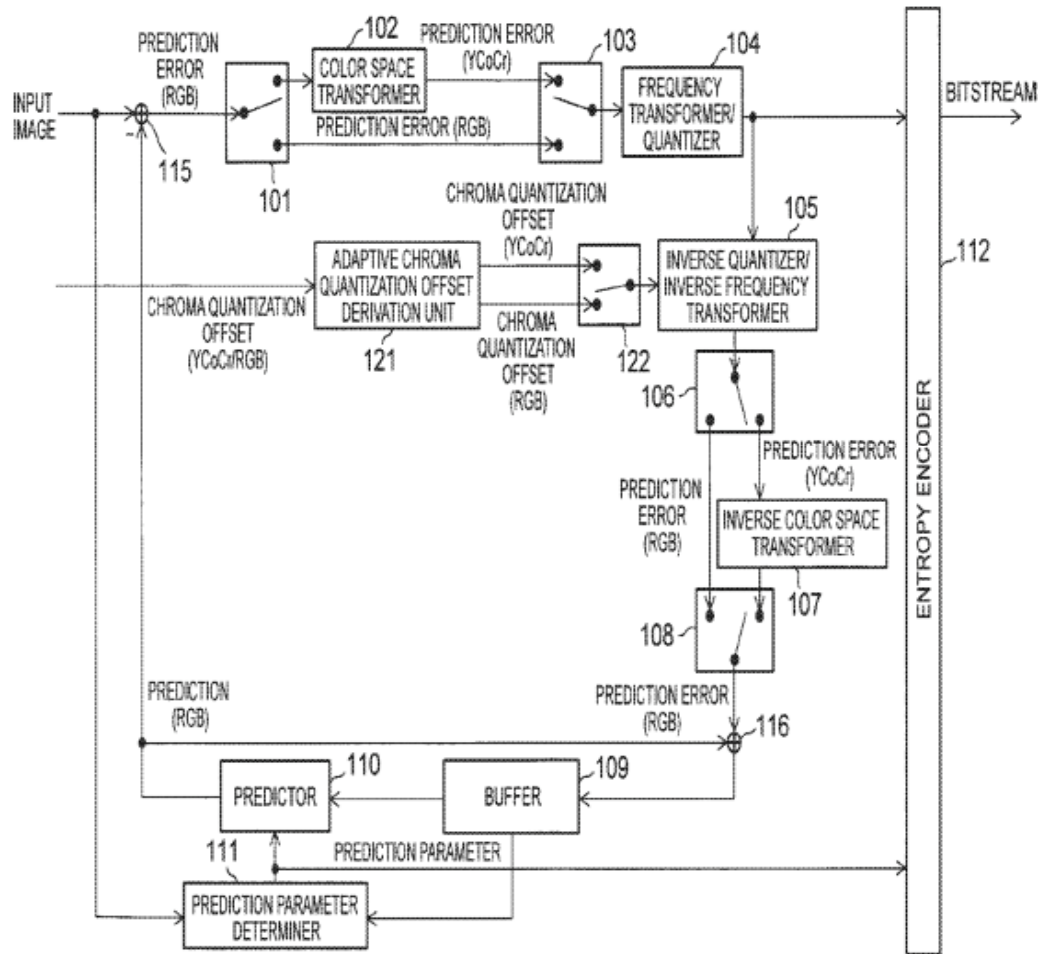 PREDICTION
ERROR
(RGB)
102
COLOR SPACE
TRANSFORMER
PREDICTION ERROR
(YCoCr)
103
104
FREQUENCY
TRANSFORMER/
QUANTIZER
INPUT
IMAGE
BITSTREAM
PREDICTION ERROR (RGB)
-
115
101
CHROMA QUANTIZATION
OFFSET
(YCoCr)
105
ADAPTIVE CHROMA
QUANTIZATION OFFSET
DERIVATION UNIT
INVERSE QUANTIZER/
INVERSE FREQUENCY
TRANSFORMER
112
CHROMA QUANTIZATION
OFFSET
(YCoCr/RGB)
121
CHROMA
QUANTIZATION
OFFSET
(RGB)
122
106
PREDICTION
ERROR
(RGB)
PREDICTION ERROR
(YCoCr)
INVERSE COLOR SPACE
TRANSFORMER
107
108
ENTROPY ENCODER
PREDICTION
(RGB)
PREDICTION ERROR
(RGB)
116
110
PREDICTOR
109
BUFFER
111
PREDICTION PARAMETER
PREDICTION PARAMETER
DETERMINER